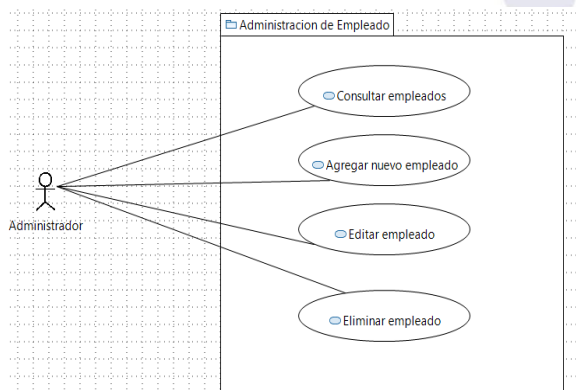 Administracion de Empleado
Consultar empleados
Agregar nuevo empleado
Administrador
Editar empleado
Eliminar empleado